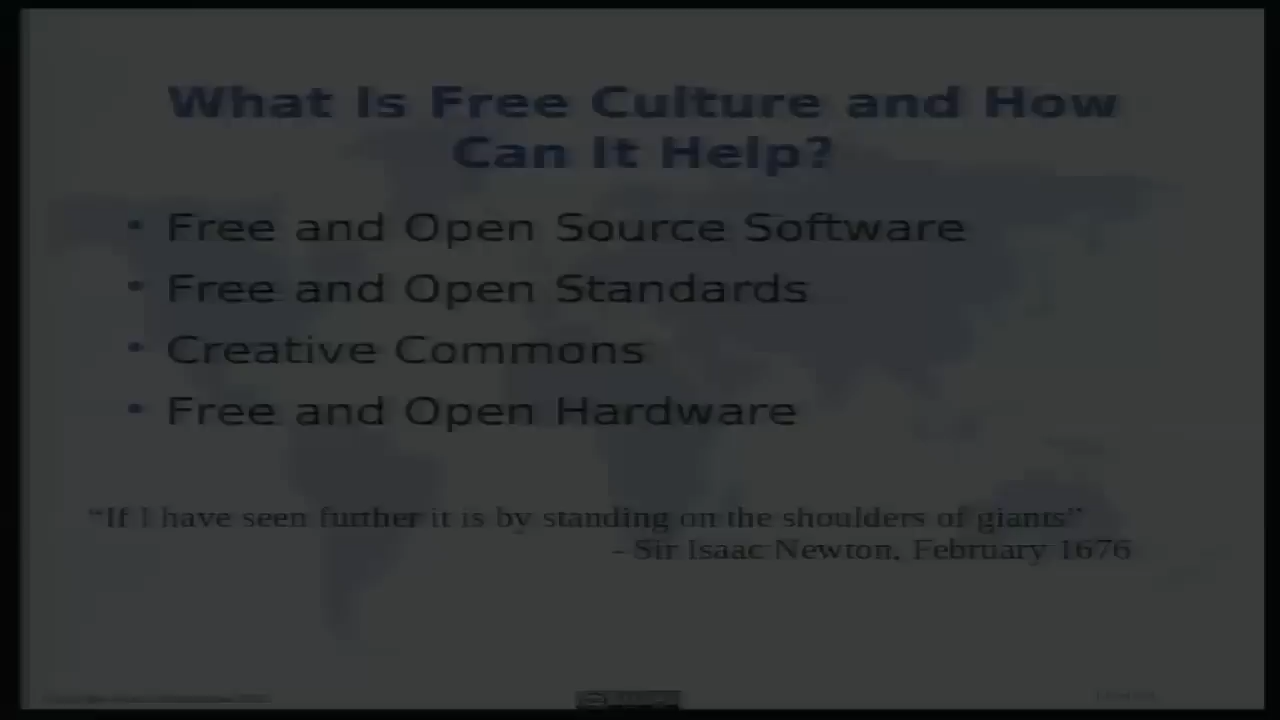 What Is Free Culture and How
Can It Help?
• Free and Open Source Software
• Free and Open Standards
• Creative Commons
• Free and Open Hardware
“If I have seen further it is by standing on the shoulders of giants”
- Sir Isaac Newton, February 1676